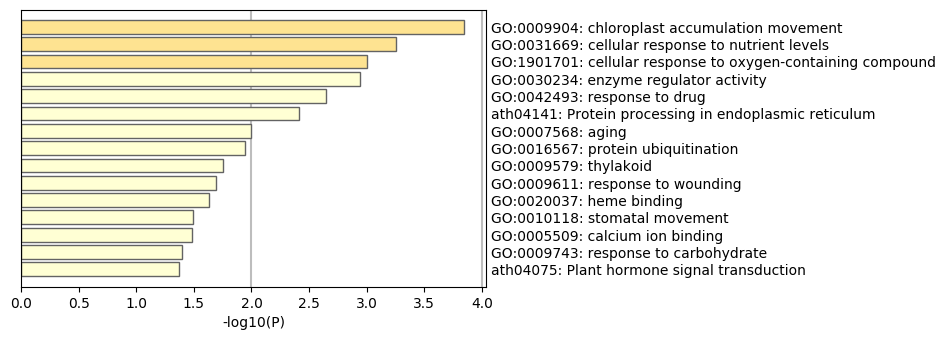 GO:0009904: chloroplast accumulation movement
GO:0031669: cellular response to nutrient levels
GO:1901701: cellular response to oxygen-containing compound
GO:0030234: enzyme regulator activity
GO:0042493: response to drug
ath04141: Protein processing in endoplasmic reticulum
GO:0007568: aging
GO:0016567: protein ubiquitination
GO:0009579: thylakoid
GO:0009611: response to wounding
GO:0020037: heme binding
GO:0010118: stomatal movement
GO:0005509: calcium ion binding
GO:0009743: response to carbohydrate
ath04075: Plant hormone signal transduction
0.0 0.5 1.0 1.5 2.0 2.5 3.0 3.5 4.0
-log10(P)